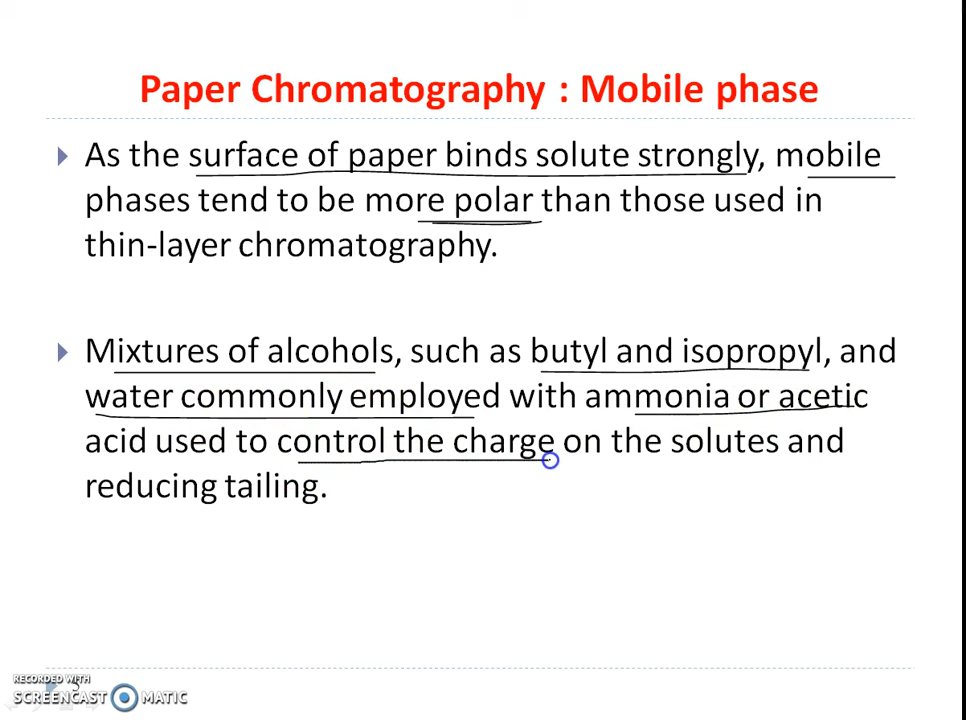 Paper Chromatography : Mobile phase
As the surface of paper binds solute strongly, mobile
phases tend to be more polar than those used in
thin-layer chromatography.
Mixtures of alcohols, such as butyl and isopropyl, and
water commonly employed with ammonia or acetic
acid used to control the charge on the solutes and
reducing tailing.
RECORDED WITH
SCREENCAST MATIC